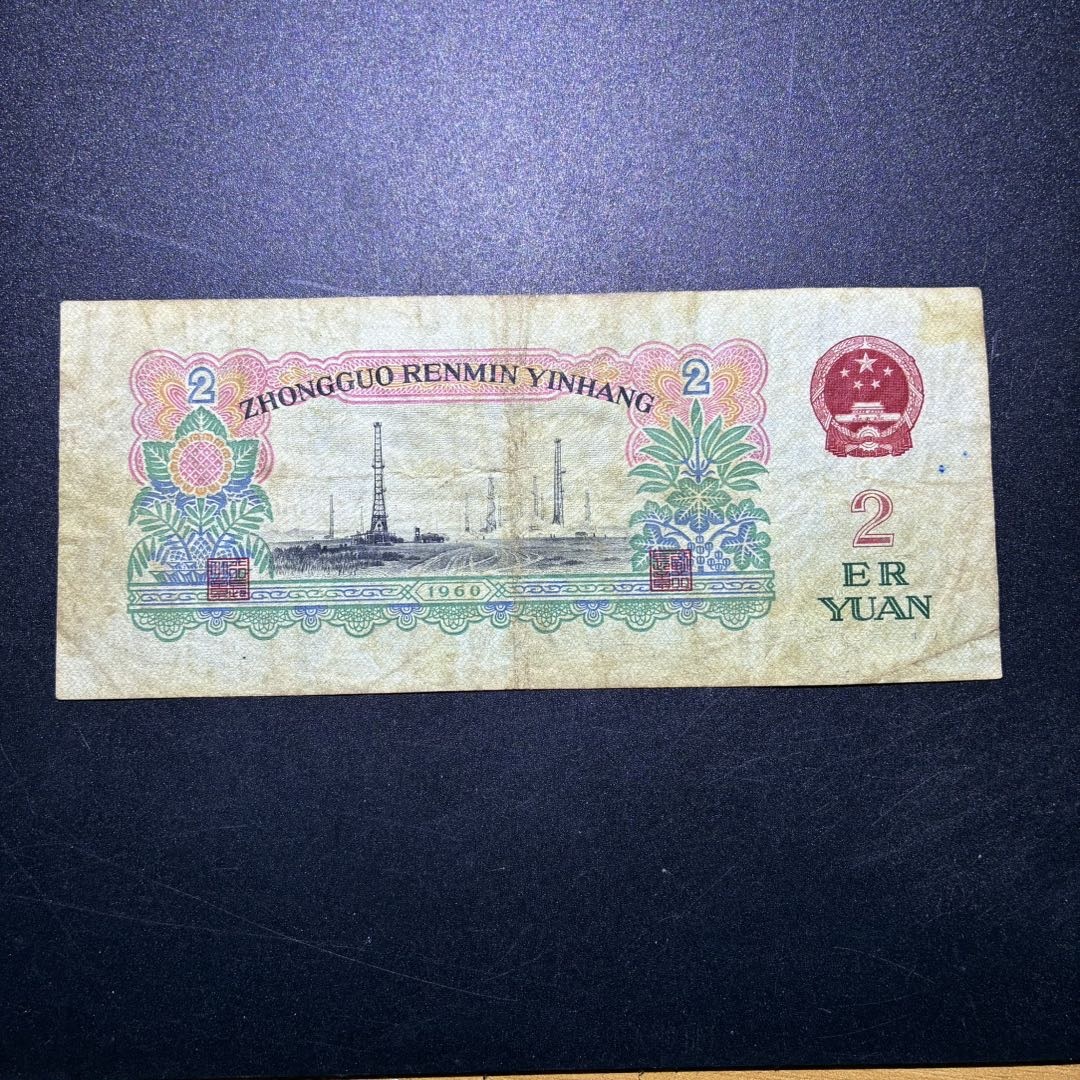 2
2
ZHONGGUO RENMIN YINHANG
1960
2
ER
YUAN